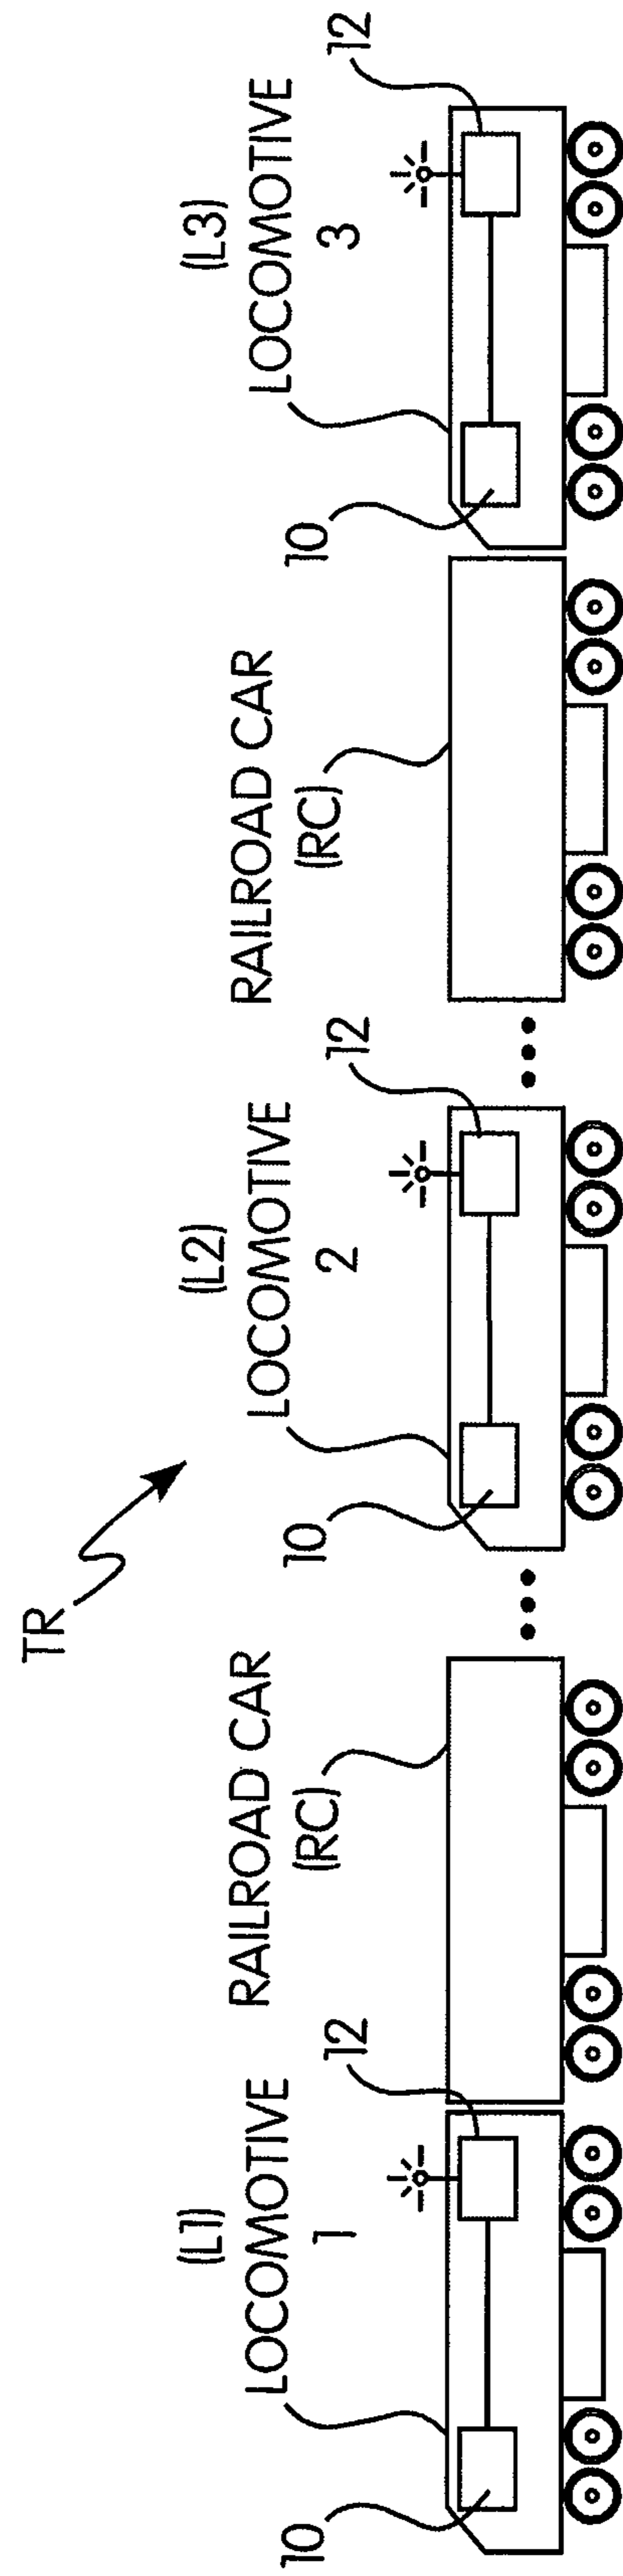 TR
(L1)
LOCOMOTIVE
1
10
12
RAILROAD CAR
(RC)
(L2)
LOCOMOTIVE
2
10
12
RAILROAD CAR
(RC)
(L3)
LOCOMOTIVE
3
10
12